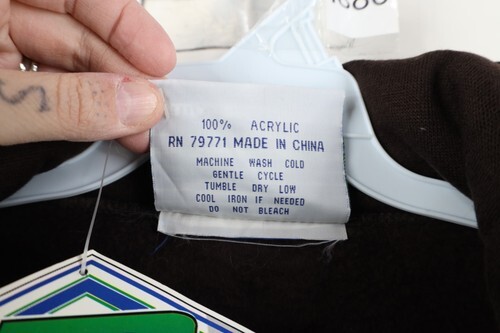 100% ACRYLIC
RN 79771 MADE IN CHINA
MACHINE WASH COLD
GENTLE CYCLE
TUMBLE DRY LOW
COOL IRON IF NEEDED
DO NOT BLEACH